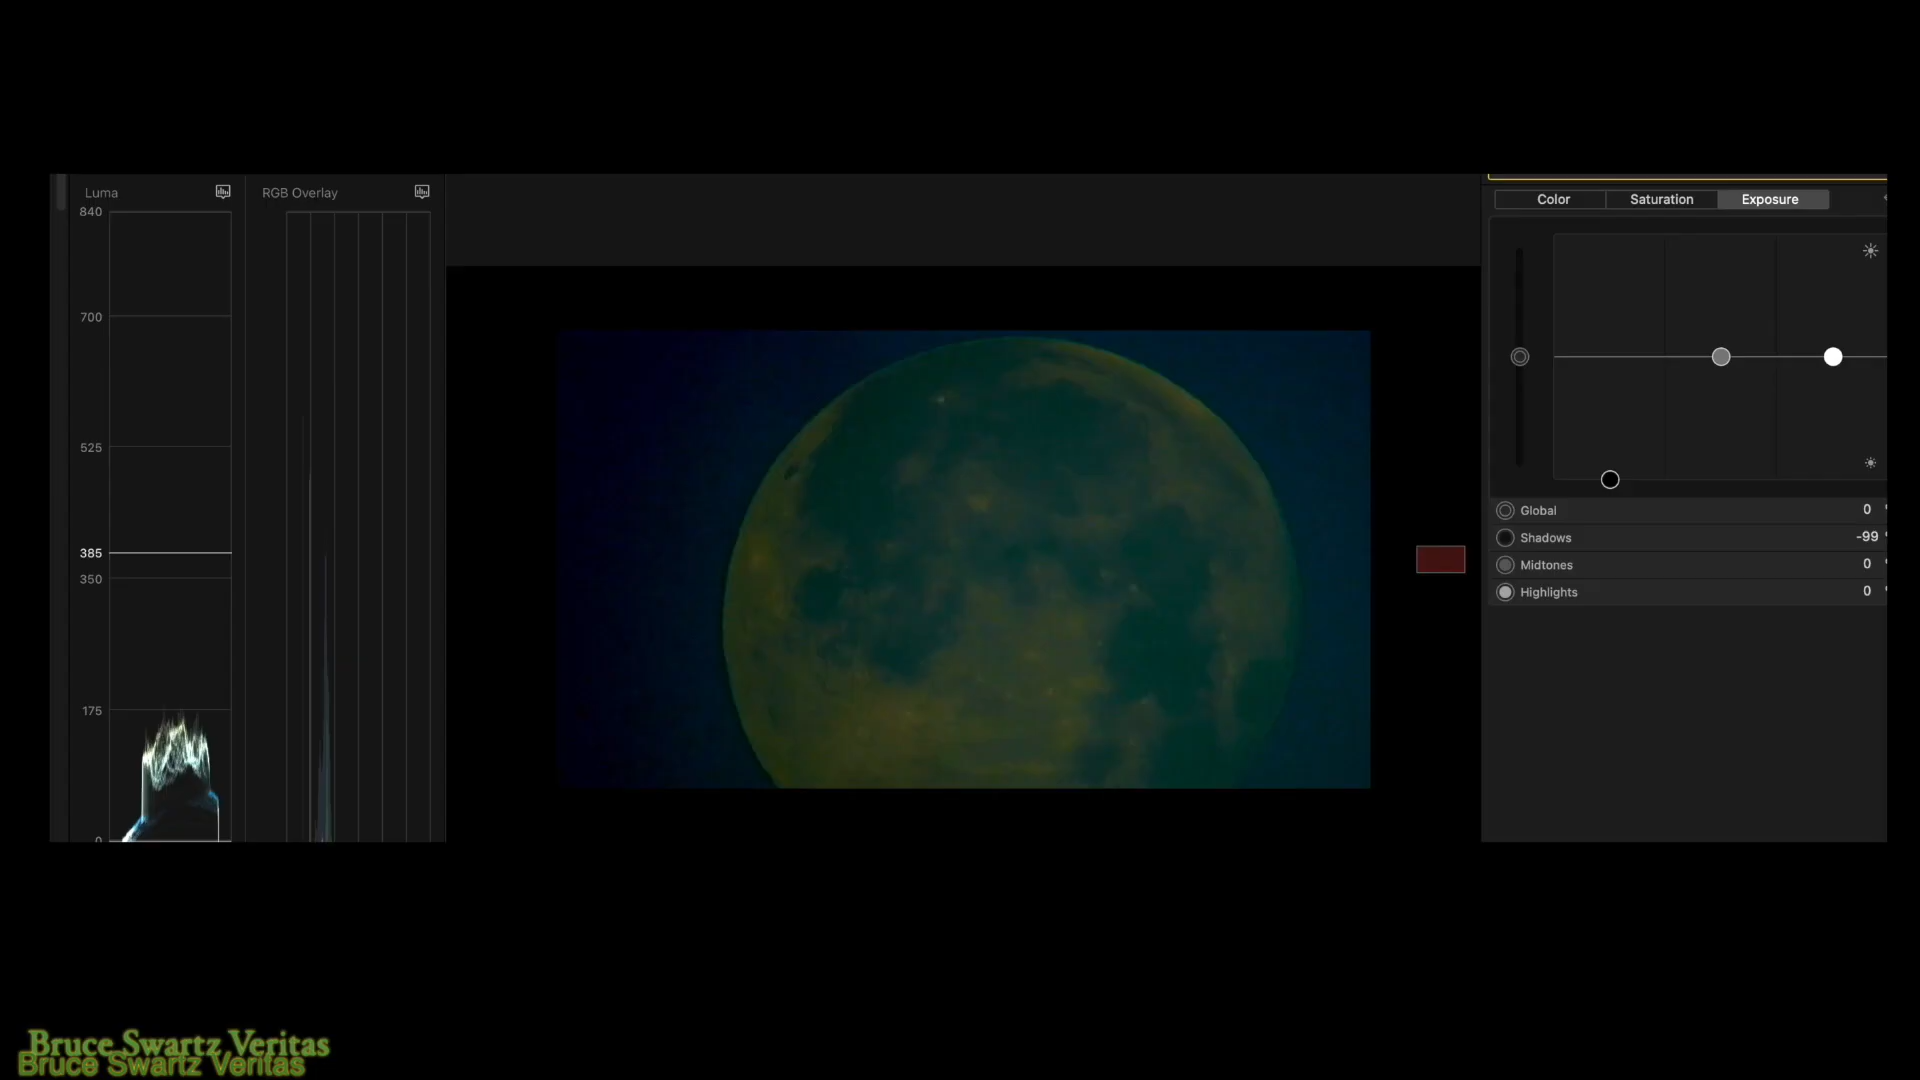 Luma
RGB Overlay
840
700
525
385
350
175
0
Color
Saturation
Exposure
Global 0
Shadows -99
Midtones 0
Highlights 0
Bruce Swartz Veritas
Bruce Swartz Veritas